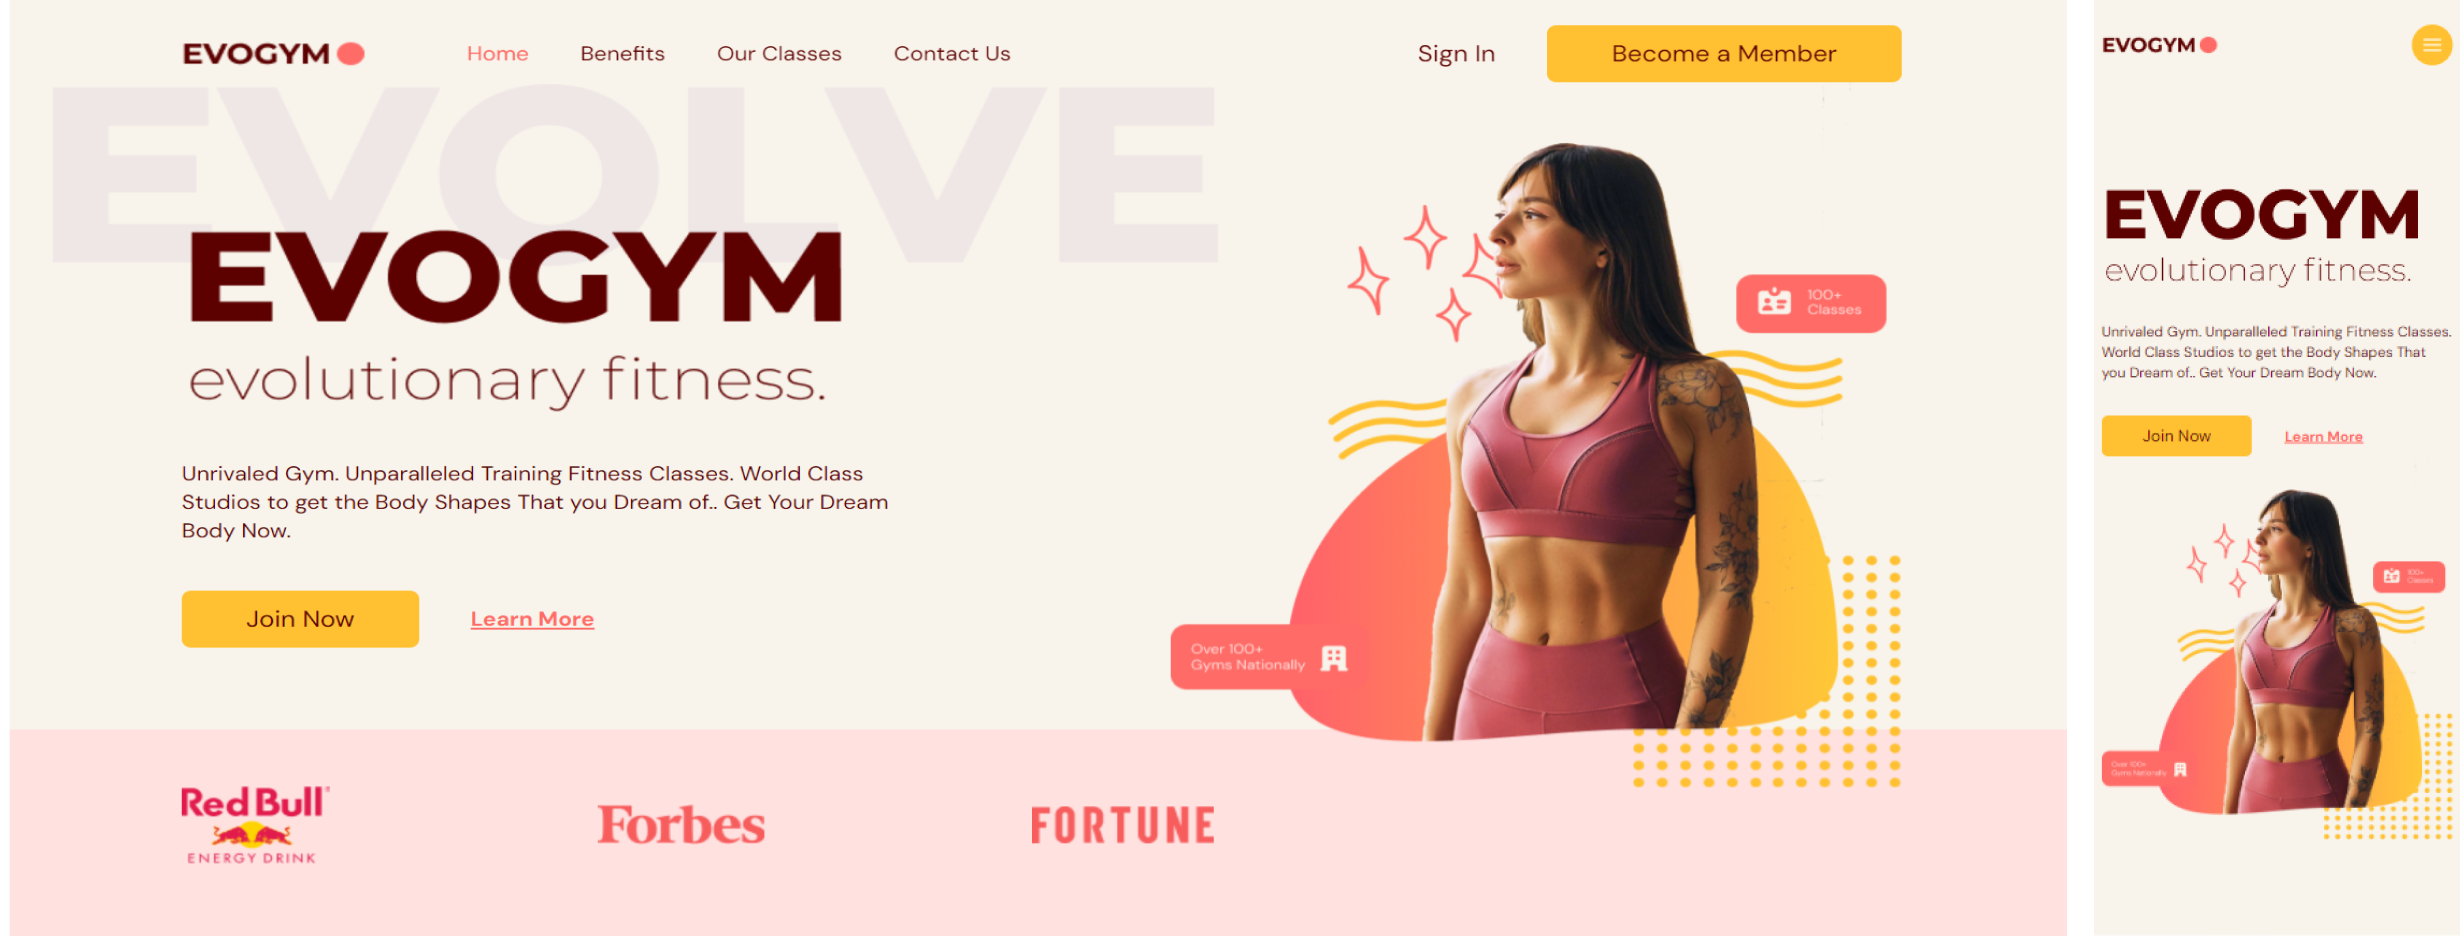 EVOGYM
Home
Benefits
Our Classes
Contact Us
Sign In
Become a Member
EVOLVE
EVOGYM
evolutionary fitness.
Unrivaled Gym. Unparalleled Training Fitness Classes. World Class
Studios to get the Body Shapes That you Dream of.. Get Your Dream
Body Now.
Join Now
Learn More
100+
Classes
Over 100+
Gyms Nationally
Red Bull
ENERGY DRINK
Forbes
FORTUNE
EVOGYM
EVOGYM
evolutionary fitness.
Unrivaled Gym. Unparalleled Training Fitness Classes.
World Class Studios to get the Body Shapes That
you Dream of.. Get Your Dream Body Now.
Join Now
Learn More
100+
Classes
Over 100+
Gyms Nationally